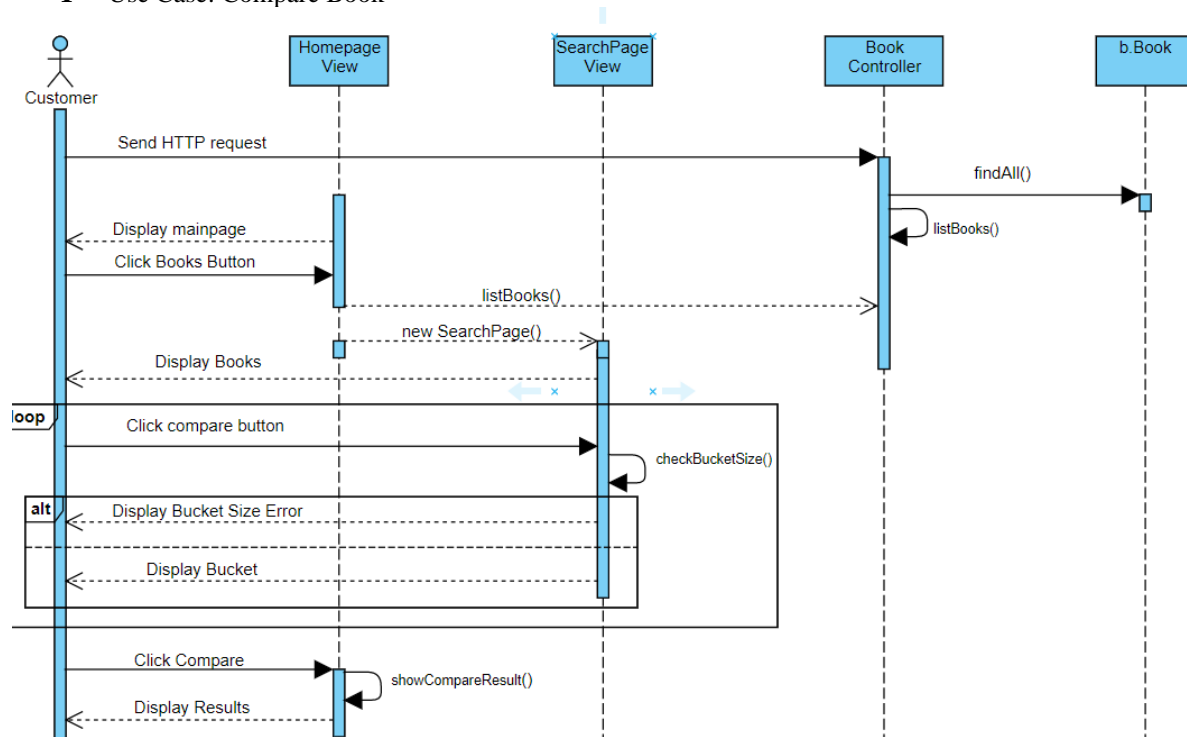 Use Case: Compare Book
Homepage
View
SearchPage
View
Book
Controller
b.Book
Customer
Send HTTP request
findAll()
listBooks()
Display mainpage
Click Books Button
listBooks()
new SearchPage()
Display Books
loop
Click compare button
checkBucketSize()
alt
Display Bucket Size Error
Display Bucket
Click Compare
showCompareResult()
Display Results